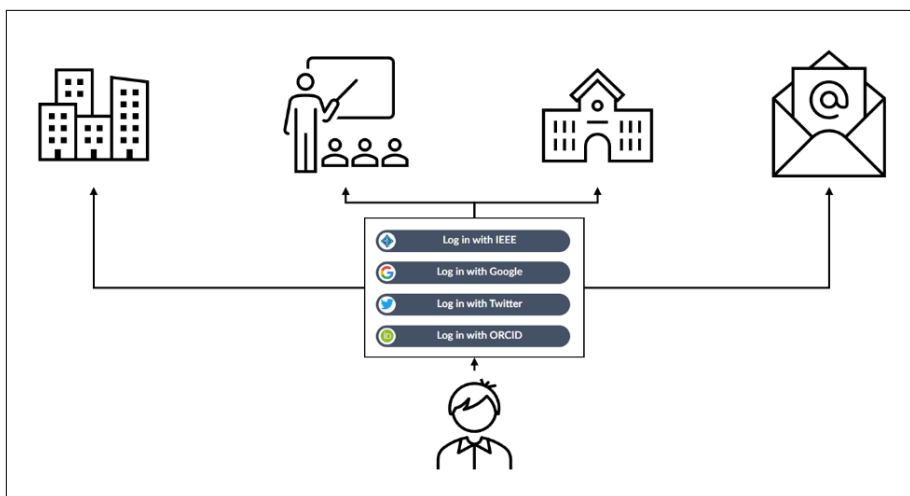 @
Log in with IEEE
Log in with Google
Log in with Twitter
Log in with ORCID